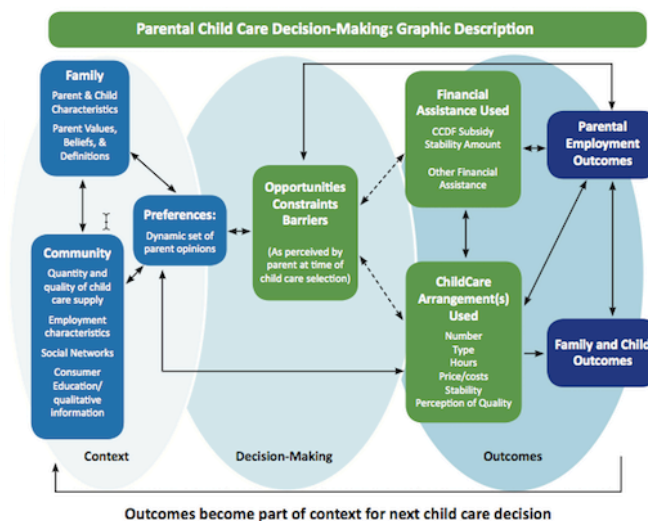 Parental Child Care Decision-Making: Graphic Description
Family
Parent & Child
Characteristics
Parent Values,
Beliefs, &
Definitions
Community
Quantity and
quality of child
care supply
Employment
characteristics
Social Networks
Consumer
Education/
qualitative
information
Preferences:
Dynamic set of
parent opinions
Opportunities
Constraints
Barriers
(As perceived by
parent at time of
child care selection)
Financial
Assistance Used
CCDF Subsidy
Stability Amount
Other Financial
Assistance
ChildCare
Arrangement(s)
Used
Number
Type
Hours
Price/costs
Stability
Perception of Quality
Parental
Employment
Outcomes
Family and Child
Outcomes
Context
Decision-Making
Outcomes
Outcomes become part of context for next child care decision